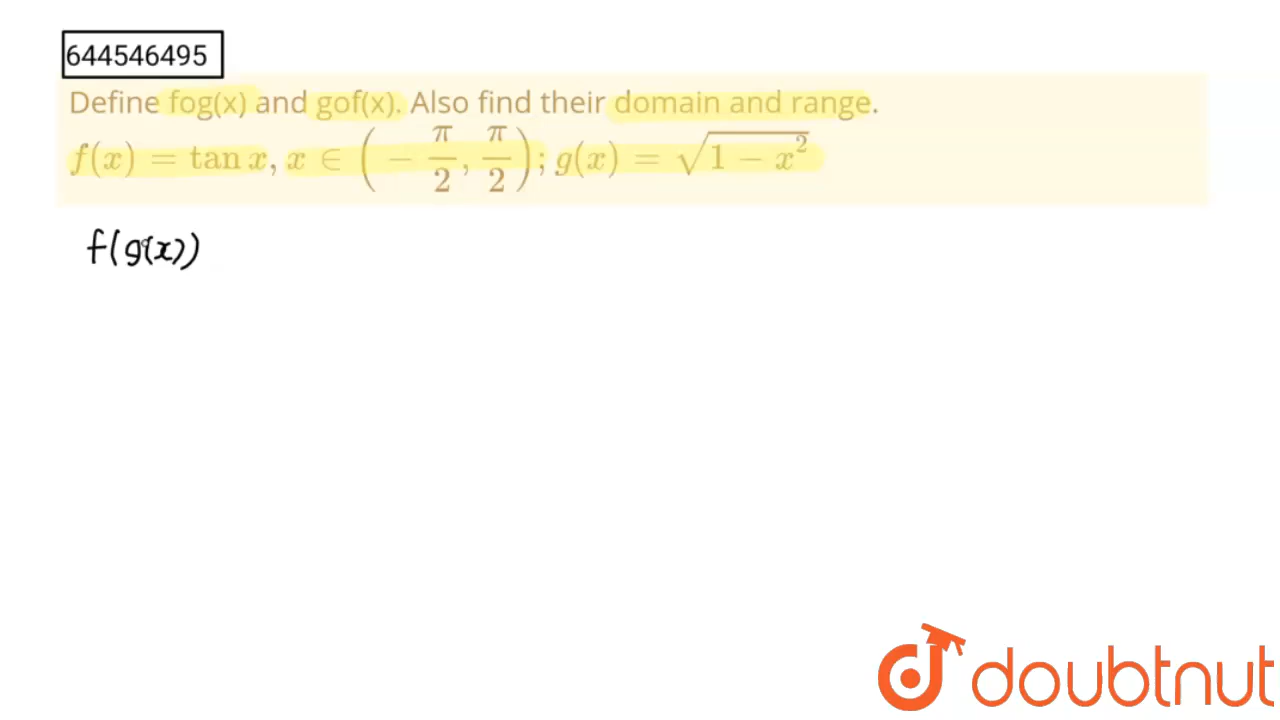 644546495
Define fog(x) and gof(x). Also find their domain and range.
f(x) = tan x, x ∈ (−π/2, π/2); g(x) = √(1 − x²)
f(g(x))
doubtnut